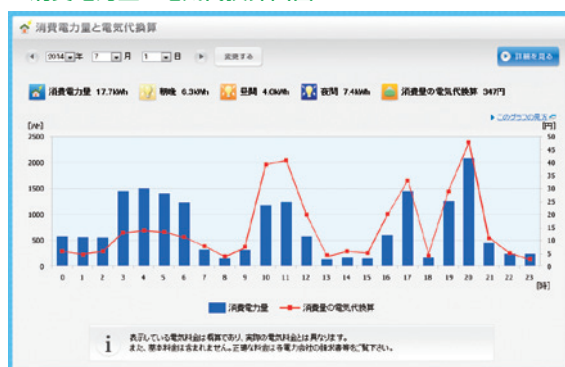 消費電力量と電気代換算
2014 年 7 月 1 日 変更する
詳細を見る
消費電力量 17.7kWh 朝晩 6.3kWh 昼間 4.0kWh 夜間 7.4kWh 消費量の電気代換算 347円
このグラフの見方
[Wh] [円]
2500 50
45
2000 40
35
1500 30
25
1000 20
15
500 10
5
0 0
0 1 2 3 4 5 6 7 8 9 10 11 12 13 14 15 16 17 18 19 20 21 22 23
[時]
消費電力量 消費量の電気代換算
i
表示している電気料金は概算であり、実際の電気料金とは異なります。
また、基本料金は含まれません。正確な料金は各電力会社の請求書等をご覧下さい。